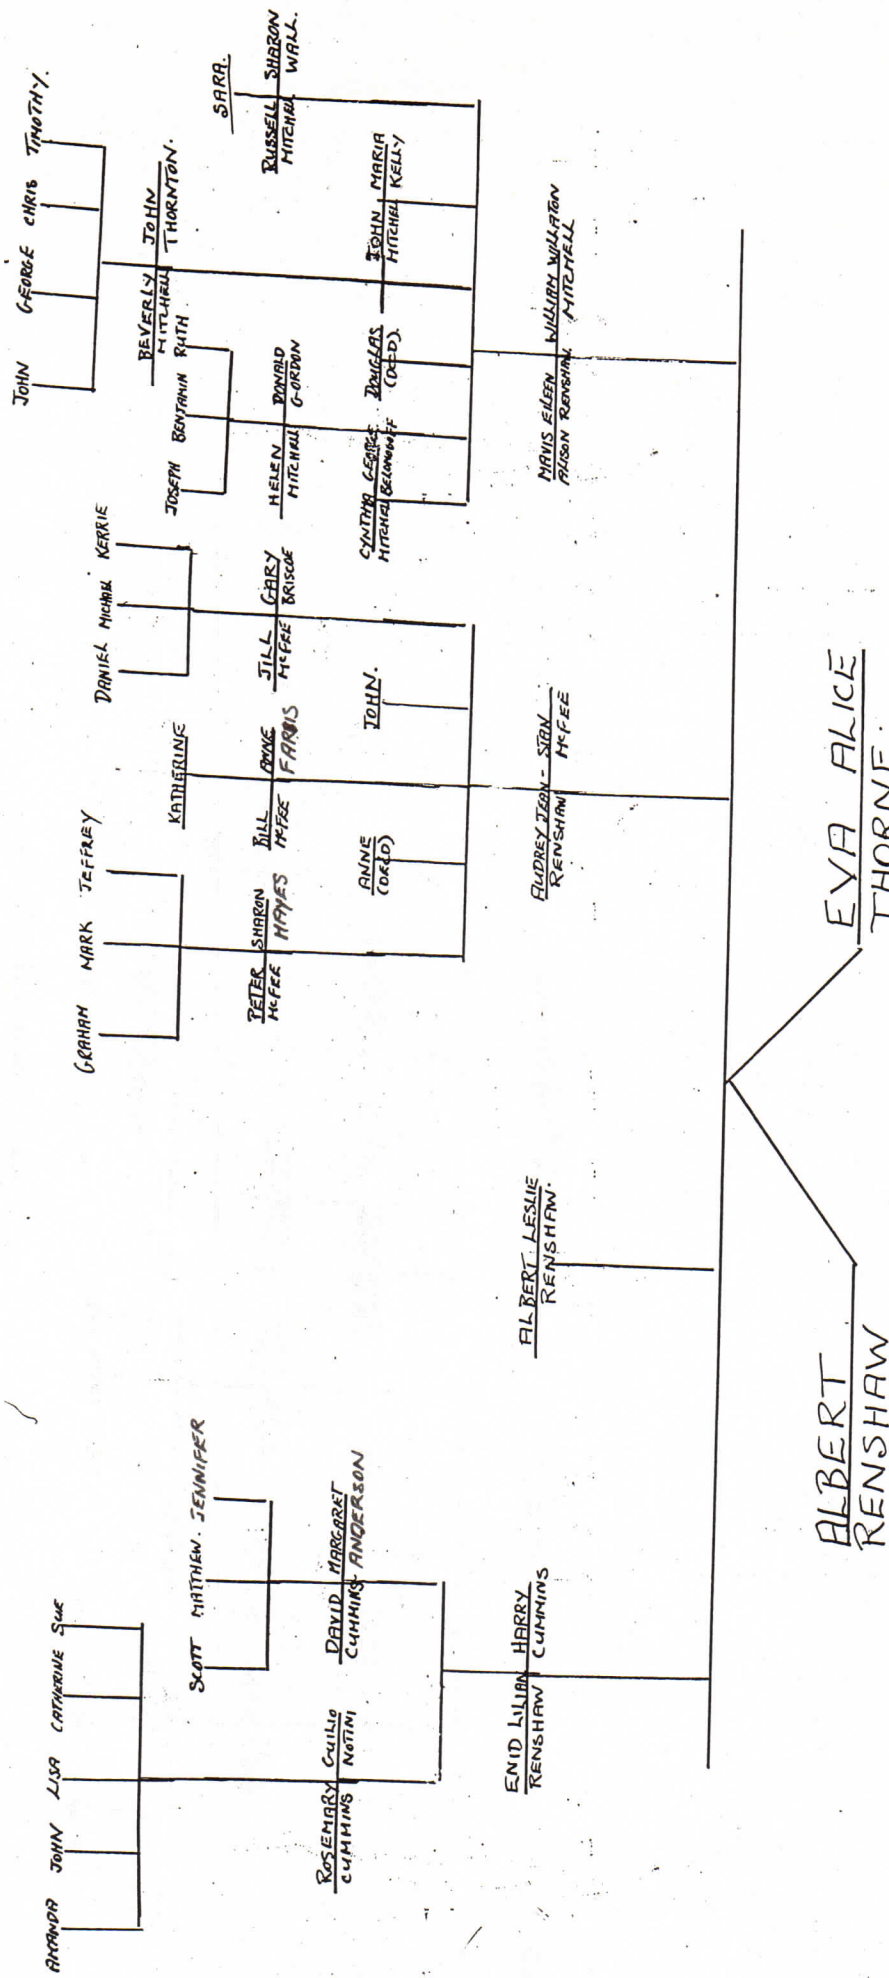 JOHN GEORGE CHRIS TIMOTHY.
AMANDA JOHN LISA CATHERINE SUE
GRAHAM MARK JEFFREY
DANIEL MICHAEL KERRIE
BEVERLY JOHN
MITCHELL THORNTON.
SCOTT MATTHEW. JENNIFER
KATHERINE
JOSEPH BENJAMIN RUTH
SARA.
PETER SHARON
McFEE HAYES
BILL ANNE
McFEE FARRIS
JILL GARY
McFEE BRISCOE
HELEN DONALD
MITCHELL GORDON
RUSSELL SHARON
MITCHELL WALL.
ROSEMARY GUILIO
CUMMINS NOTINI
DAVID MARGARET
CUMMINS ANDERSON
ANNE
(DECD)
JOHN.
CYNTHIA GEORGE
MITCHELL
DOUGLAS
(DECD).
JOHN MARIA
MITCHELL KELLY
ENID LILIAN HARRY
RENSHAW CUMMINS
ALBERT LESLIE
RENSHAW.
AUDREY JEAN - STAN
RENSHAW McFEE
MAVIS EILEEN WILLIAM WILLATON
ALISON RENSHAW. MITCHELL
ALBERT
RENSHAW
EVA ALICE
THORNE.